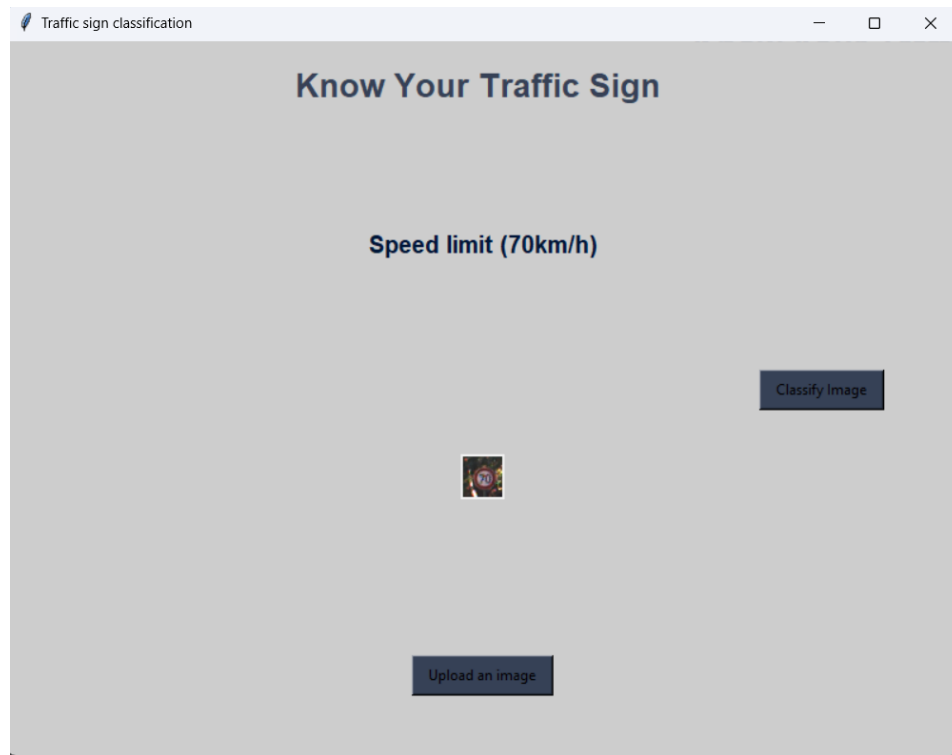 Traffic sign classification
Know Your Traffic Sign
Speed limit (70km/h)
Classify Image
70
Upload an image